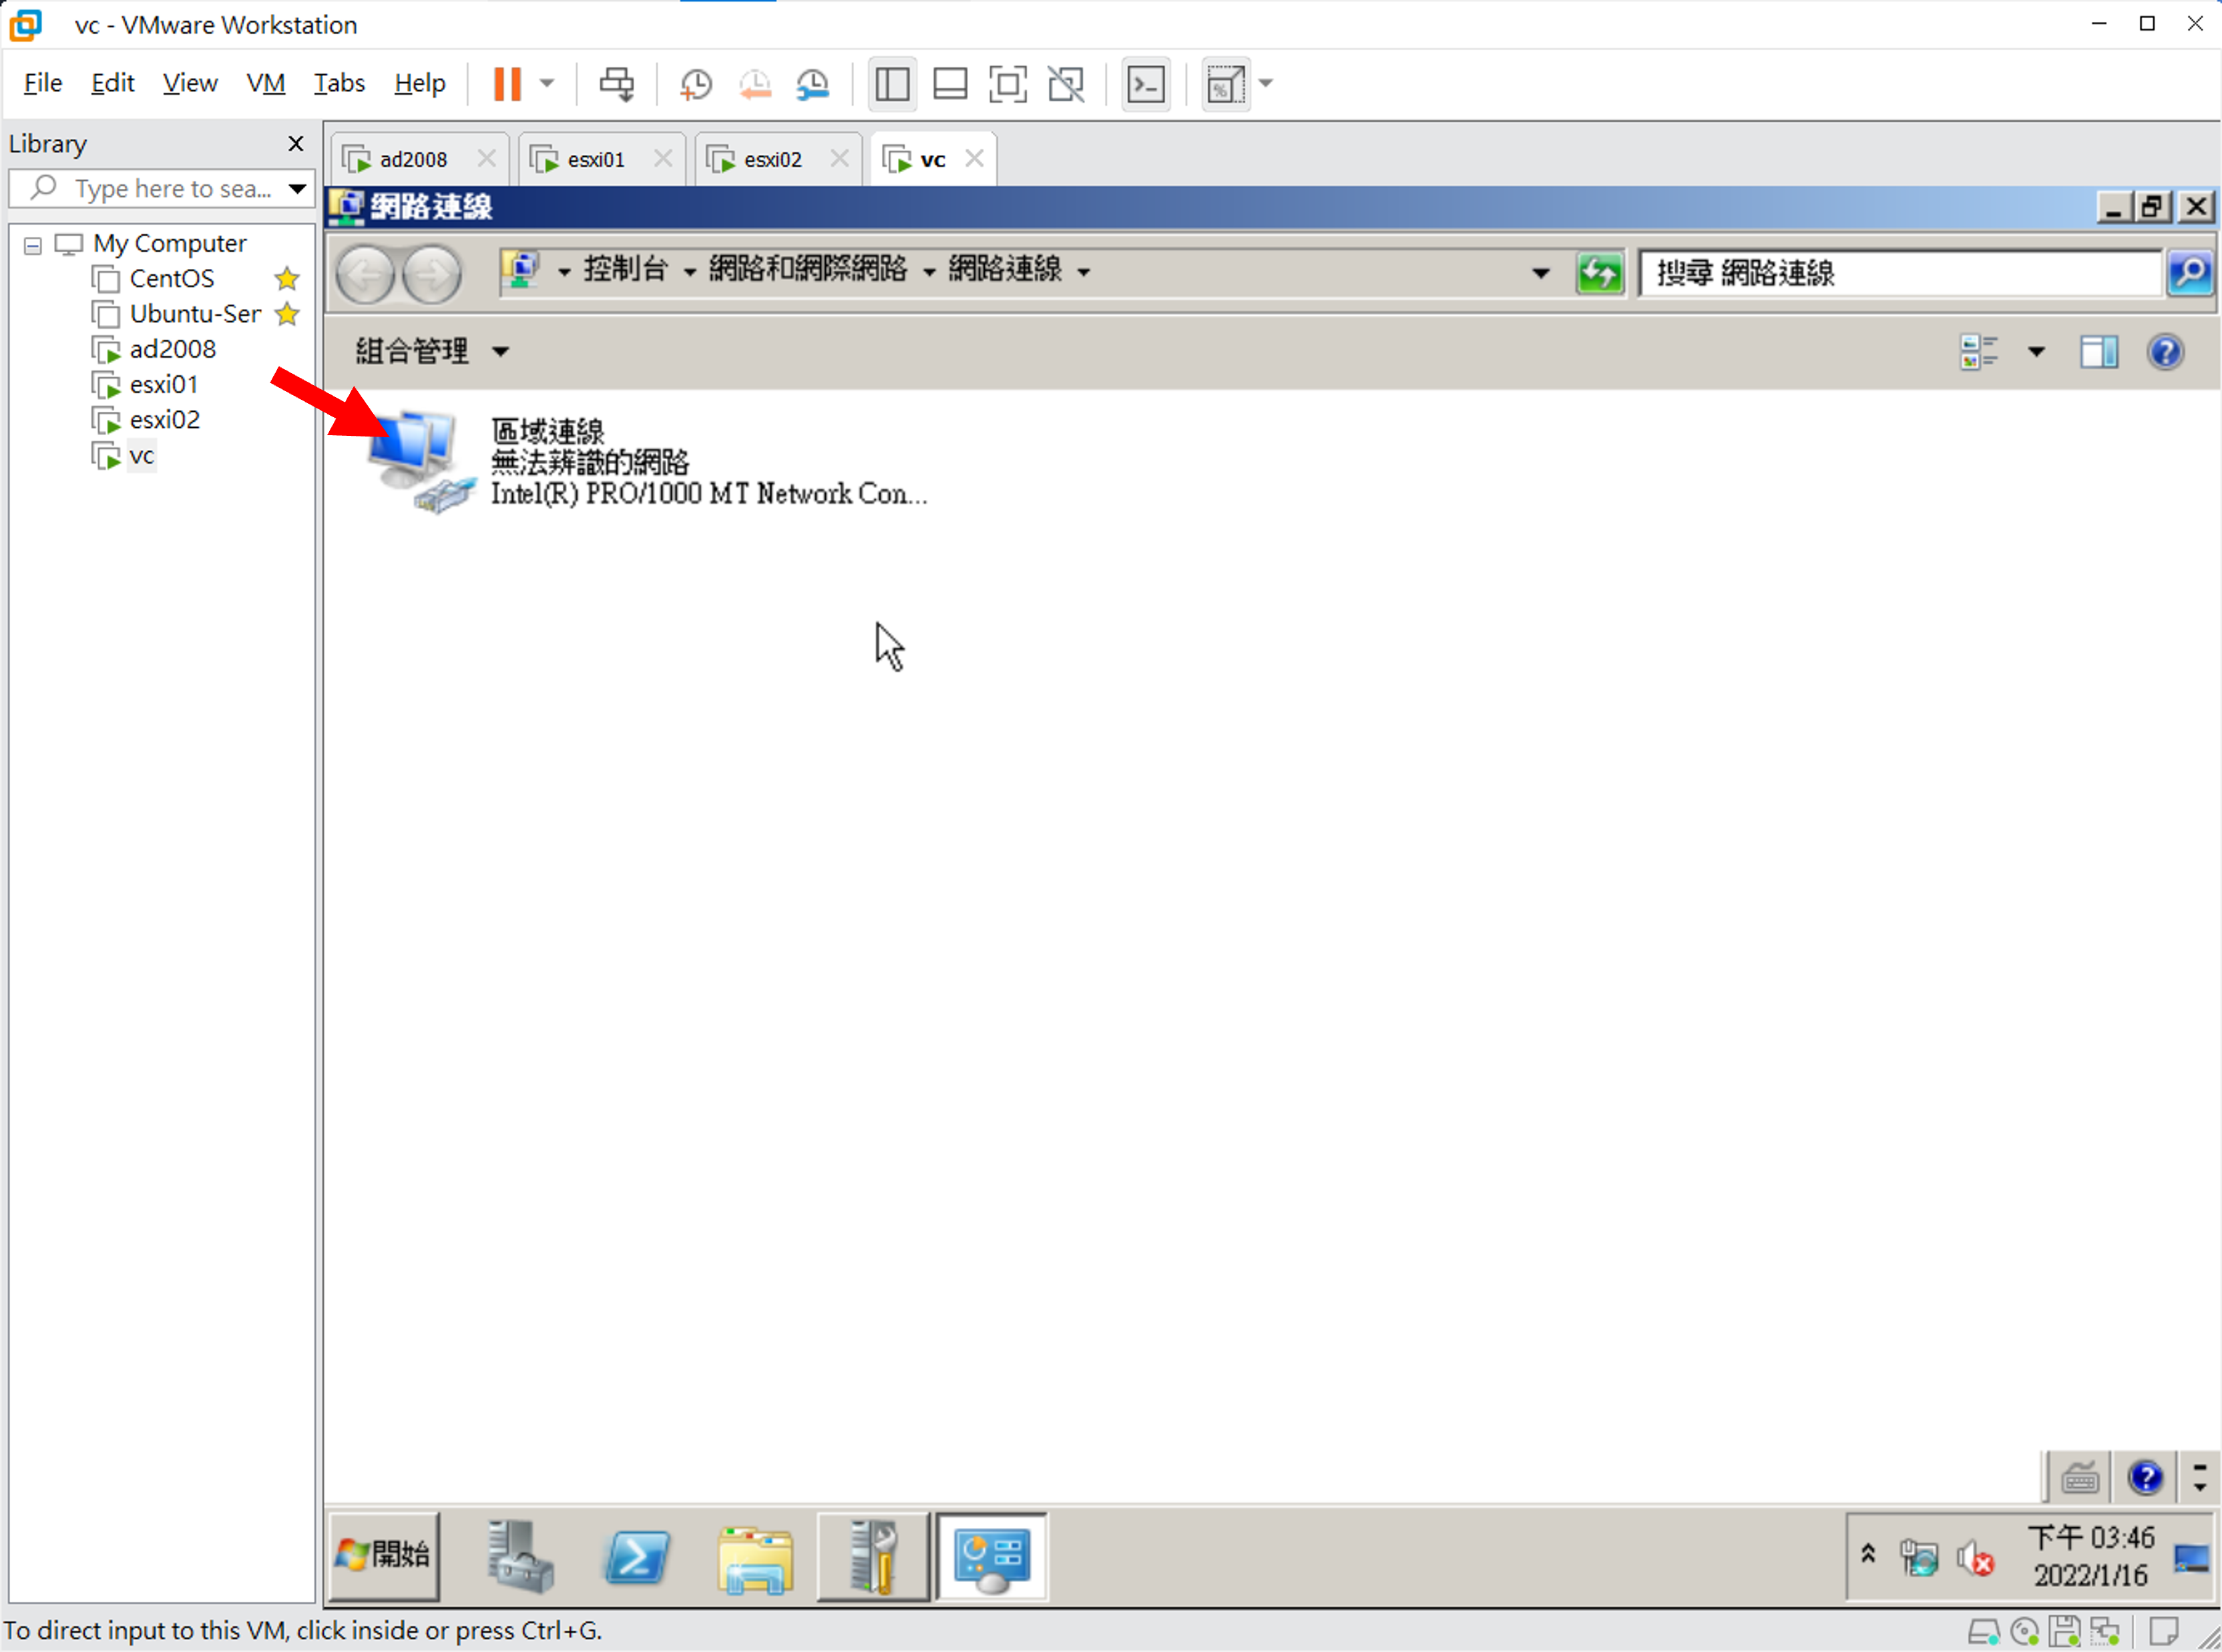 vc - VMware Workstation
File Edit View VM Tabs Help
Library
Type here to sea...
My Computer
CentOS
Ubuntu-Ser
ad2008
esxi01
esxi02
vc
ad2008 esxi01 esxi02 vc
網路連線
控制台 網路和網際網路 網路連線 搜尋 網路連線
組合管理
區域連線
無法辨識的網路
Intel(R) PRO/1000 MT Network Con...
開始
下午 03:46
2022/1/16
To direct input to this VM, click inside or press Ctrl+G.